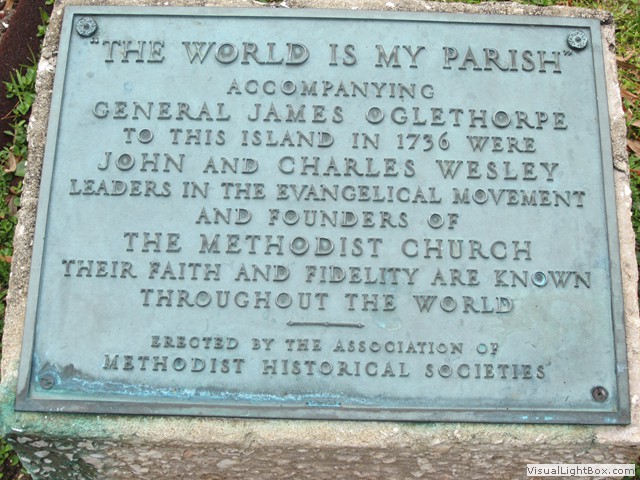 "THE WORLD IS MY PARISH"
ACCOMPANYING
GENERAL JAMES OGLETHORPE
TO THIS ISLAND IN 1736 WERE
JOHN AND CHARLES WESLEY
LEADERS IN THE EVANGELICAL MOVEMENT
AND FOUNDERS OF
THE METHODIST CHURCH
THEIR FAITH AND FIDELITY ARE KNOWN
THROUGHOUT THE WORLD
ERECTED BY THE ASSOCIATION OF
METHODIST HISTORICAL SOCIETIES
VisualLightBox.com